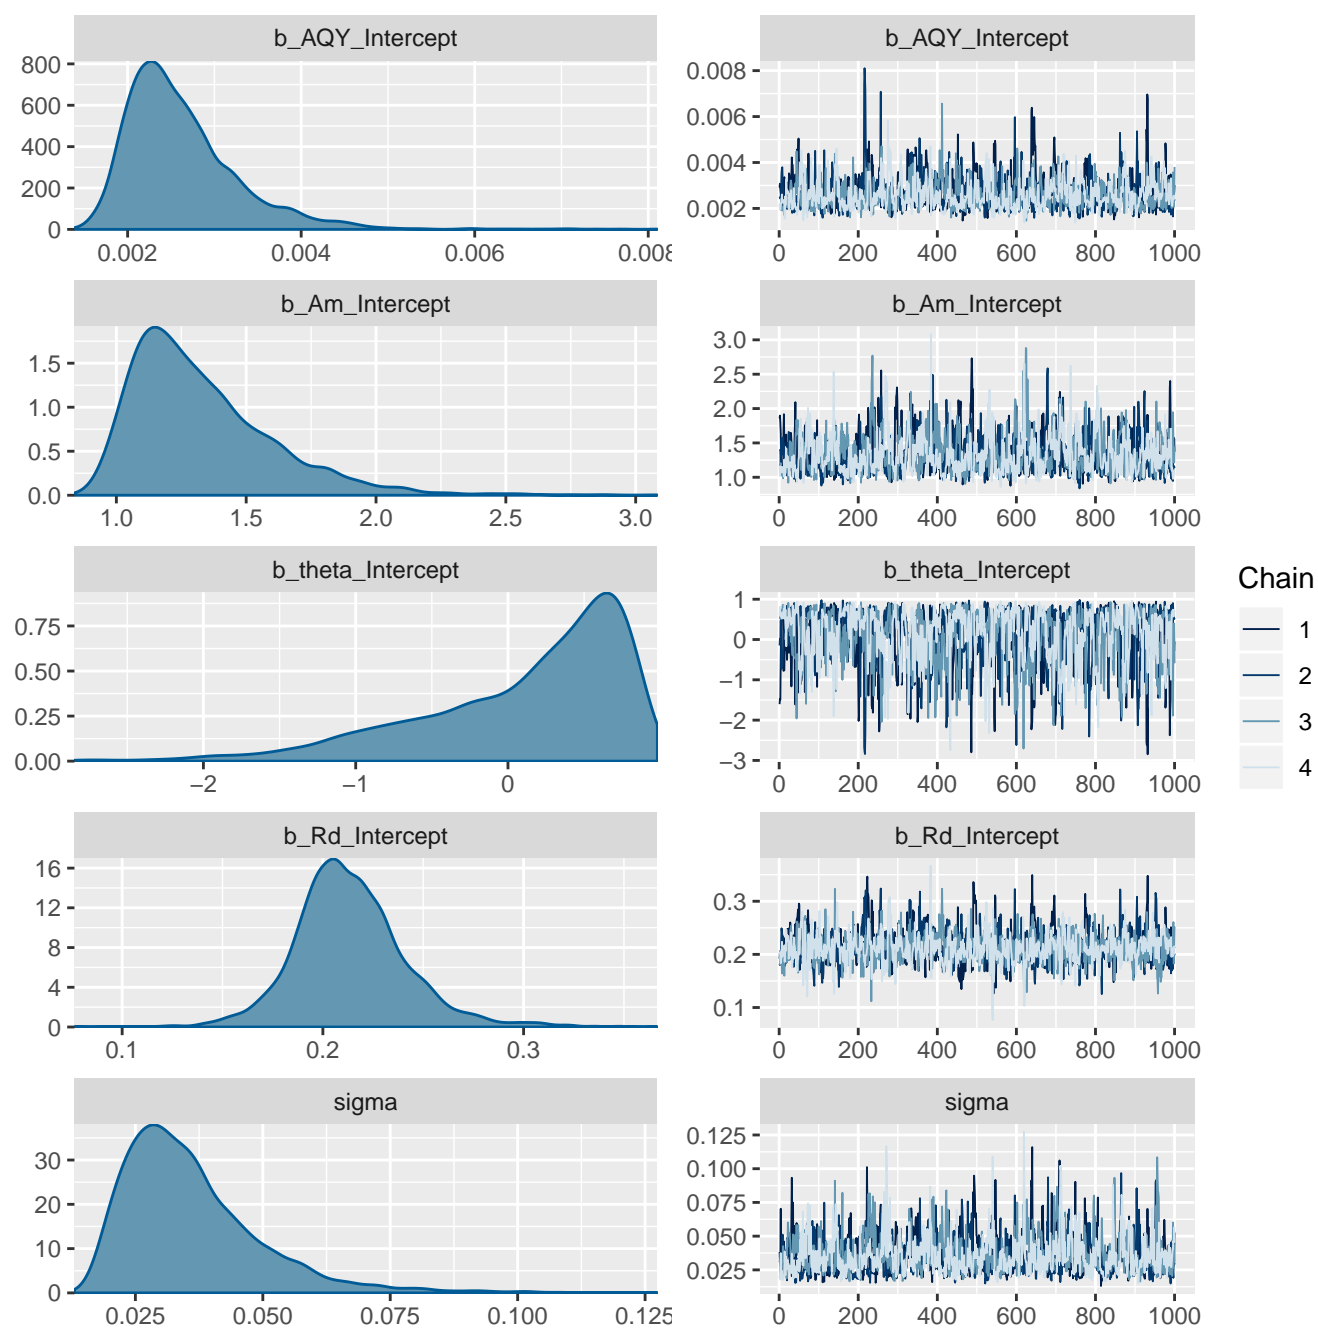 b_AQY_Intercept
800
600
400
200
0
0.002 0.004 0.006 0.008
b_AQY_Intercept
0.008
0.006
0.004
0.002
0 200 400 600 800 1000
b_Am_Intercept
1.5
1.0
0.5
0.0
1.0 1.5 2.0 2.5 3.0
b_Am_Intercept
3.0
2.5
2.0
1.5
1.0
0 200 400 600 800 1000
b_theta_Intercept
0.75
0.50
0.25
0.00
−2 −1 0
b_theta_Intercept
1
0
−1
−2
−3
0 200 400 600 800 1000
b_Rd_Intercept
16
12
8
4
0
0.1 0.2 0.3
b_Rd_Intercept
0.3
0.2
0.1
0 200 400 600 800 1000
sigma
30
20
10
0
0.025 0.050 0.075 0.100 0.125
sigma
0.125
0.100
0.075
0.050
0.025
0 200 400 600 800 1000
Chain
1
2
3
4